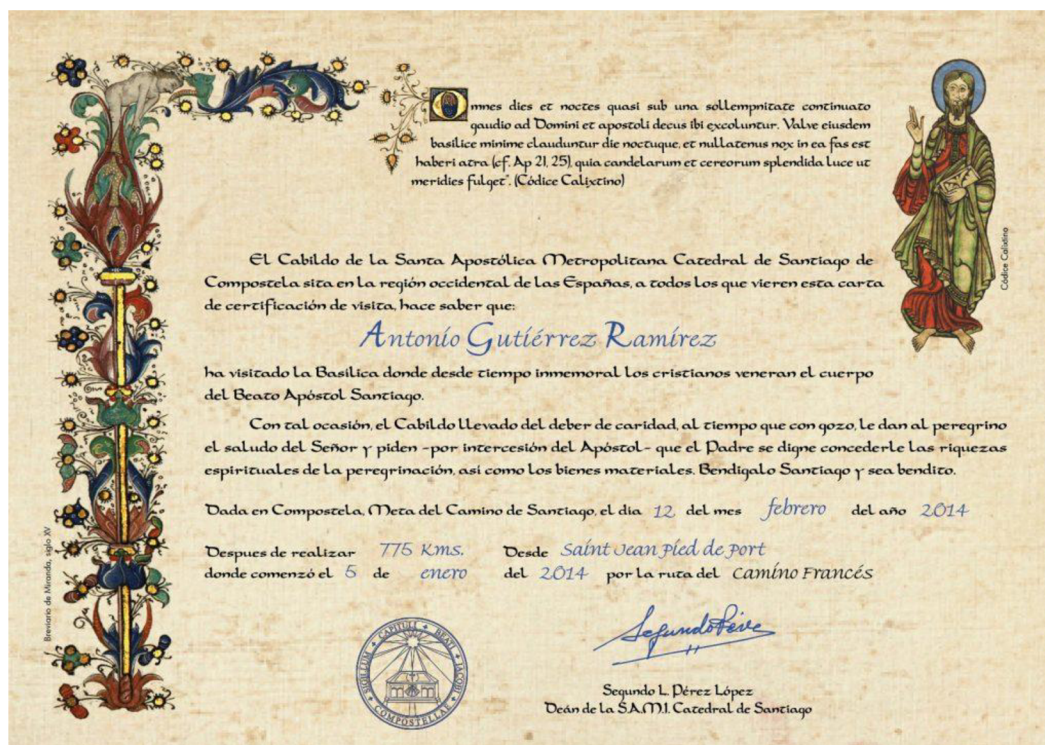 Omnes dies et noctes quasi sub una sollempnitate continuato
gaudio ad Domini et apostoli decus ibi excoluntur. Valve eiusdem
basilice minime clauduntur die noctuque, et nullatenus nox in ea fas est
haberi atra (cf. Ap 21, 25), quia candelarum et cereorum splendida luce ut
meridies fulget". (Códice Calixtino)
Códice Calixtino
El Cabildo de la Santa Apostólica Metropolitana Catedral de Santiago de
Compostela sita en la región occidental de las Españas, a todos los que vieren esta carta
de certificación de visita, hace saber que:
Antonio Gutiérrez Ramírez
ha visitado la Basílica donde desde tiempo inmemoral los cristianos veneran el cuerpo
del Beato Apóstol Santiago.
Con tal ocasión, el Cabildo llevado del deber de caridad, al tiempo que con gozo, le dan al peregrino
el saludo del Señor y piden -por intercesión del Apóstol- que el Padre se digne concederle las riquezas
espirituales de la peregrinación, así como los bienes materiales. Bendígalo Santiago y sea bendito.
Dada en Compostela, Meta del Camino de Santiago, el día 12 del mes febrero del año 2014
Despues de realizar 775 Kms. Desde Saint Jean Pied de Port
donde comenzó el 5 de enero del 2014 por la ruta del Camino Francés
Breviario de Miranda, siglo XV
SIGILLUM CAPITULI BEATI JACOBI COMPOSTELLAE
Segundo Pérez
Segundo L. Pérez López
Deán de la S.A.M.I. Catedral de Santiago